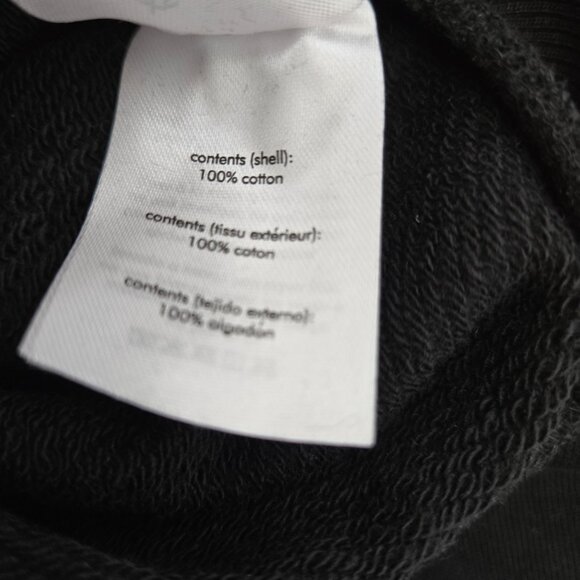 contents (shell):
100% cotton
contents (tissu extérieur):
100% coton
contents (tejido externo):
100% algodón